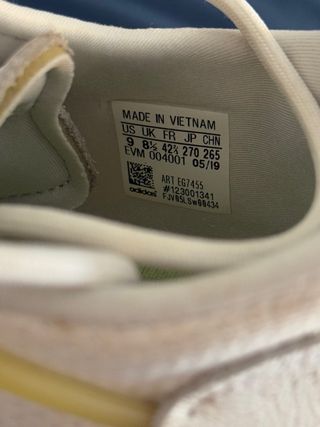 MADE IN VIETNAM
US UK FR JP CHN
9 8½ 42⅔ 270 265
EVM 004001 05/19
ART EG7455
#123001341
adidas